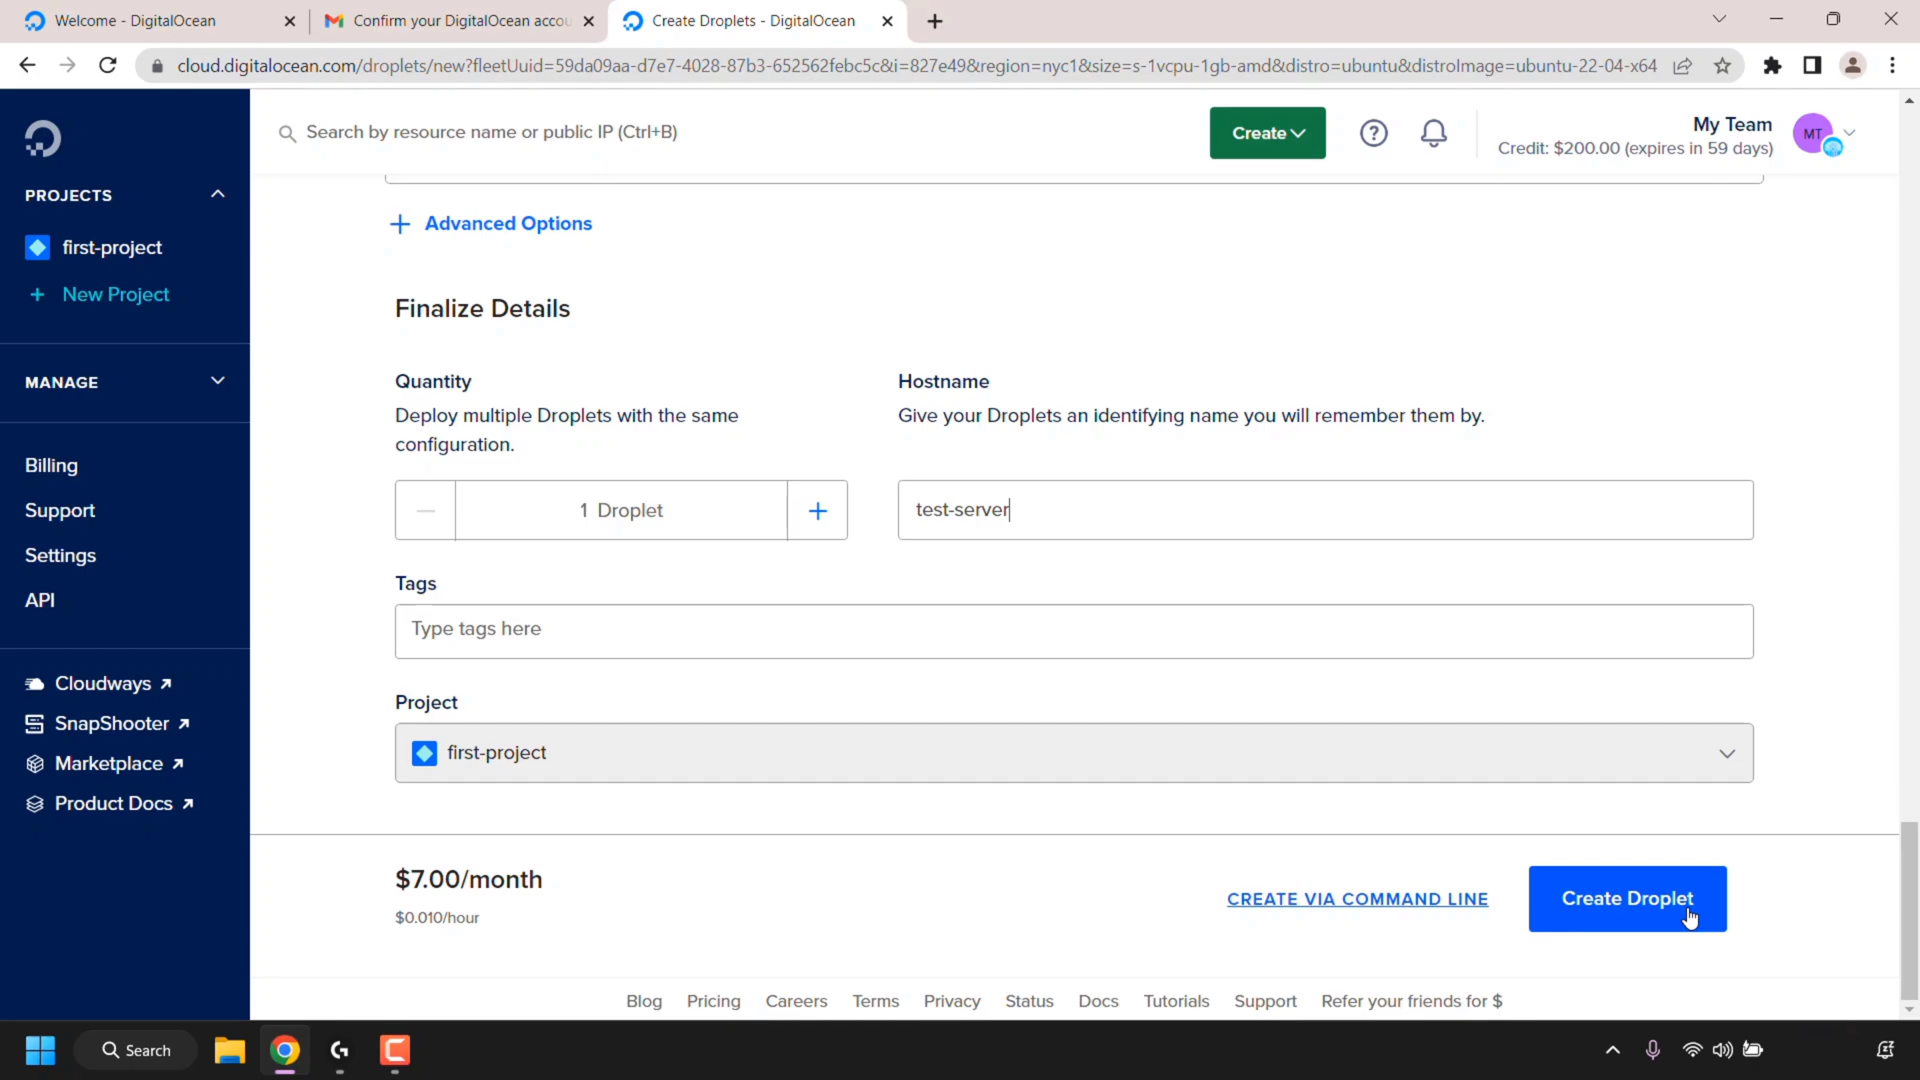 Welcome - DigitalOcean
Confirm your DigitalOcean accou
Create Droplets - DigitalOcean
cloud.digitalocean.com/droplets/new?fleetUuid=59da09aa-d7e7-4028-87b3-652562febc5c&i=827e49&region=nyc1&size=s-1vcpu-1gb-amd&distro=ubuntu&distroImage=ubuntu-22-04-x64
Search by resource name or public IP (Ctrl+B)
Create
My Team
Credit: $200.00 (expires in 59 days)
MT
PROJECTS
first-project
+ New Project
MANAGE
Billing
Support
Settings
API
Cloudways
SnapShooter
Marketplace
Product Docs
+ Advanced Options
Finalize Details
Quantity
Deploy multiple Droplets with the same
configuration.
1 Droplet
Hostname
Give your Droplets an identifying name you will remember them by.
test-server
Tags
Type tags here
Project
first-project
$7.00/month
$0.010/hour
CREATE VIA COMMAND LINE
Create Droplet
Blog Pricing Careers Terms Privacy Status Docs Tutorials Support Refer your friends for $
Search